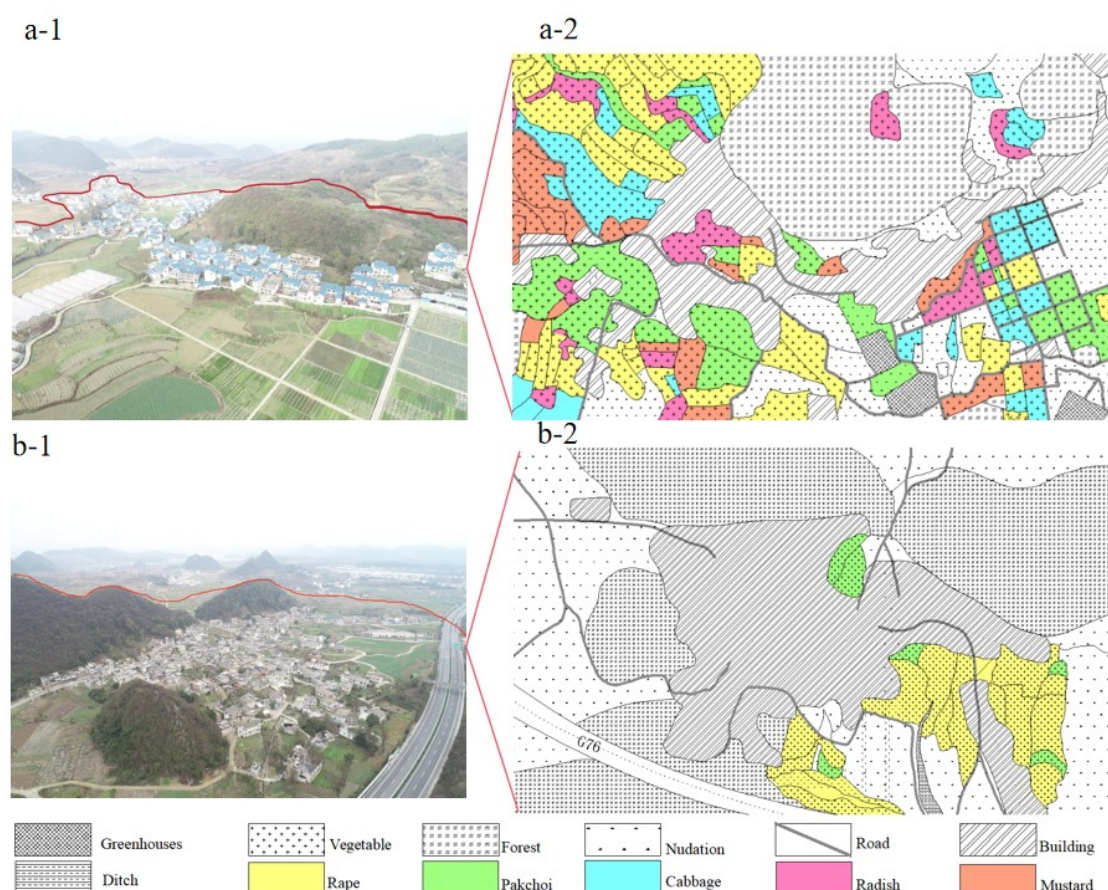 a-1
a-2
b-1
b-2
G76
Greenhouses
Vegetable
Forest
Nudation
Road
Building
Ditch
Rape
Pakchoi
Cabbage
Radish
Mustard